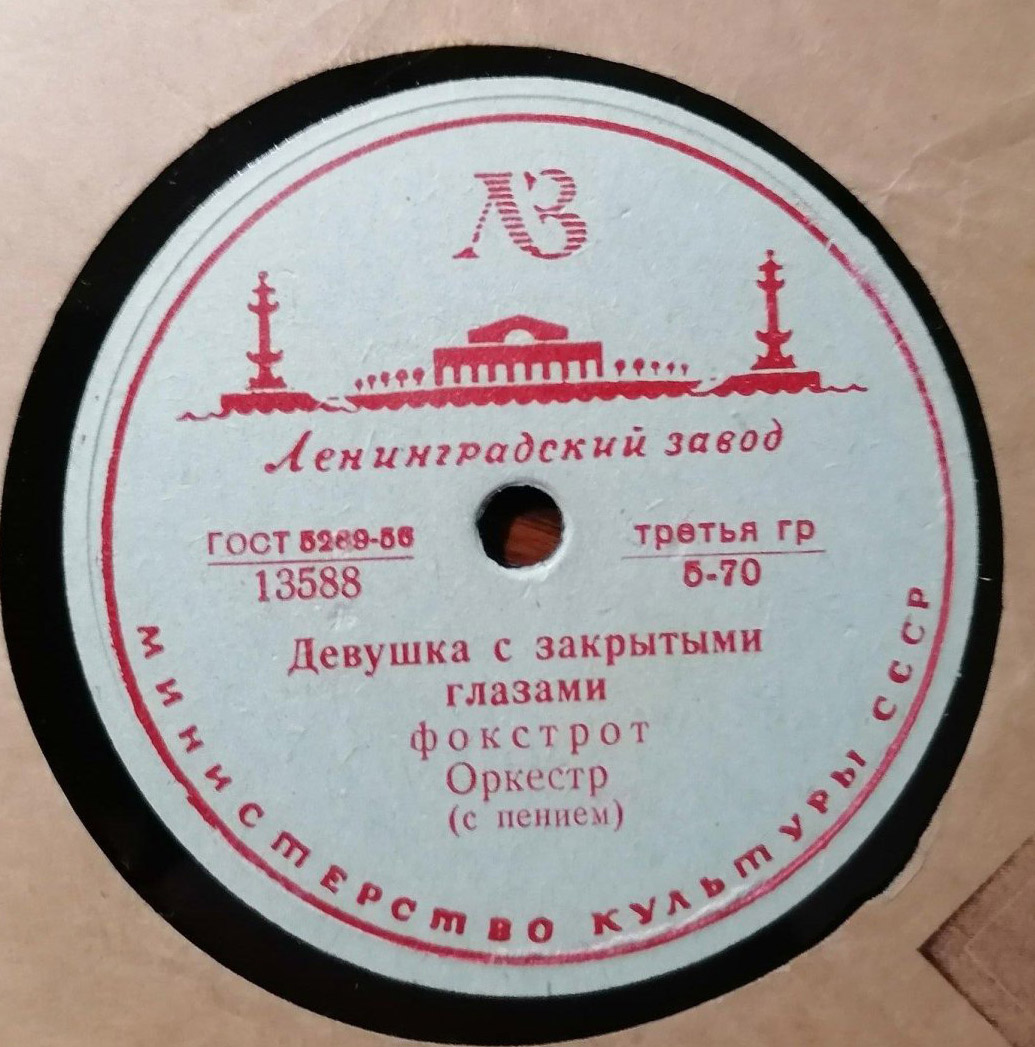 ЛЗ
Ленинградский завод
ГОСТ 5289-56
13588
третья гр
5-70
Девушка с закрытыми
глазами
фокстрот
Оркестр
(с пением)
МИНИСТЕРСТВО КУЛЬТУРЫ СССР